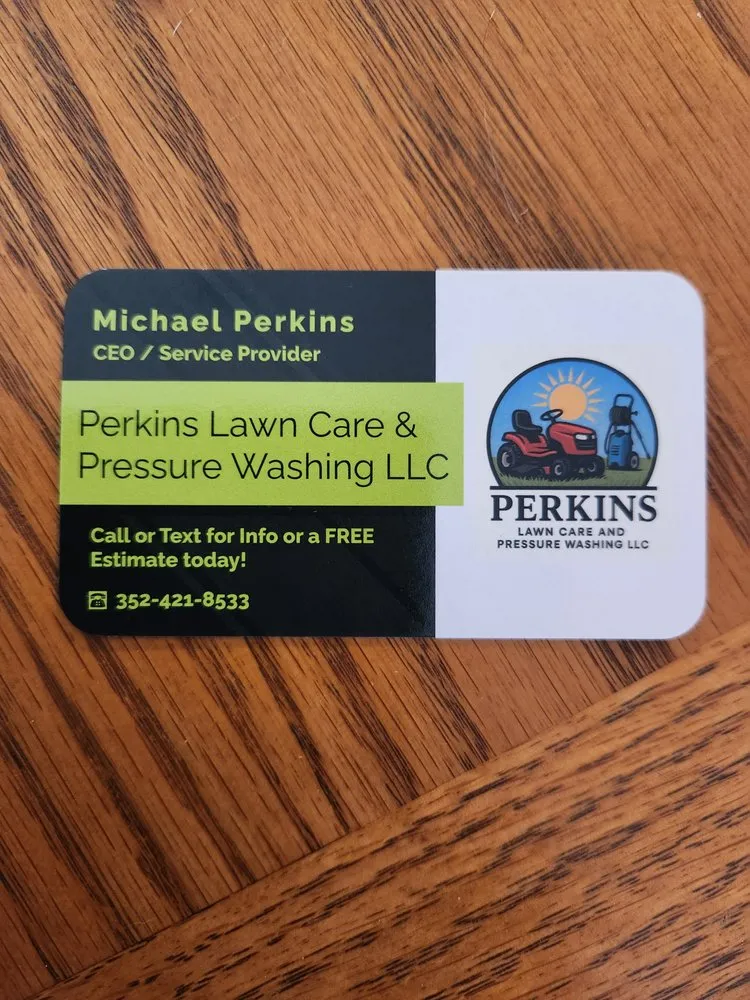 Michael Perkins
CEO / Service Provider
Perkins Lawn Care &
Pressure Washing LLC
Call or Text for Info or a FREE
Estimate today!
352-421-8533
PERKINS
LAWN CARE AND
PRESSURE WASHING LLC